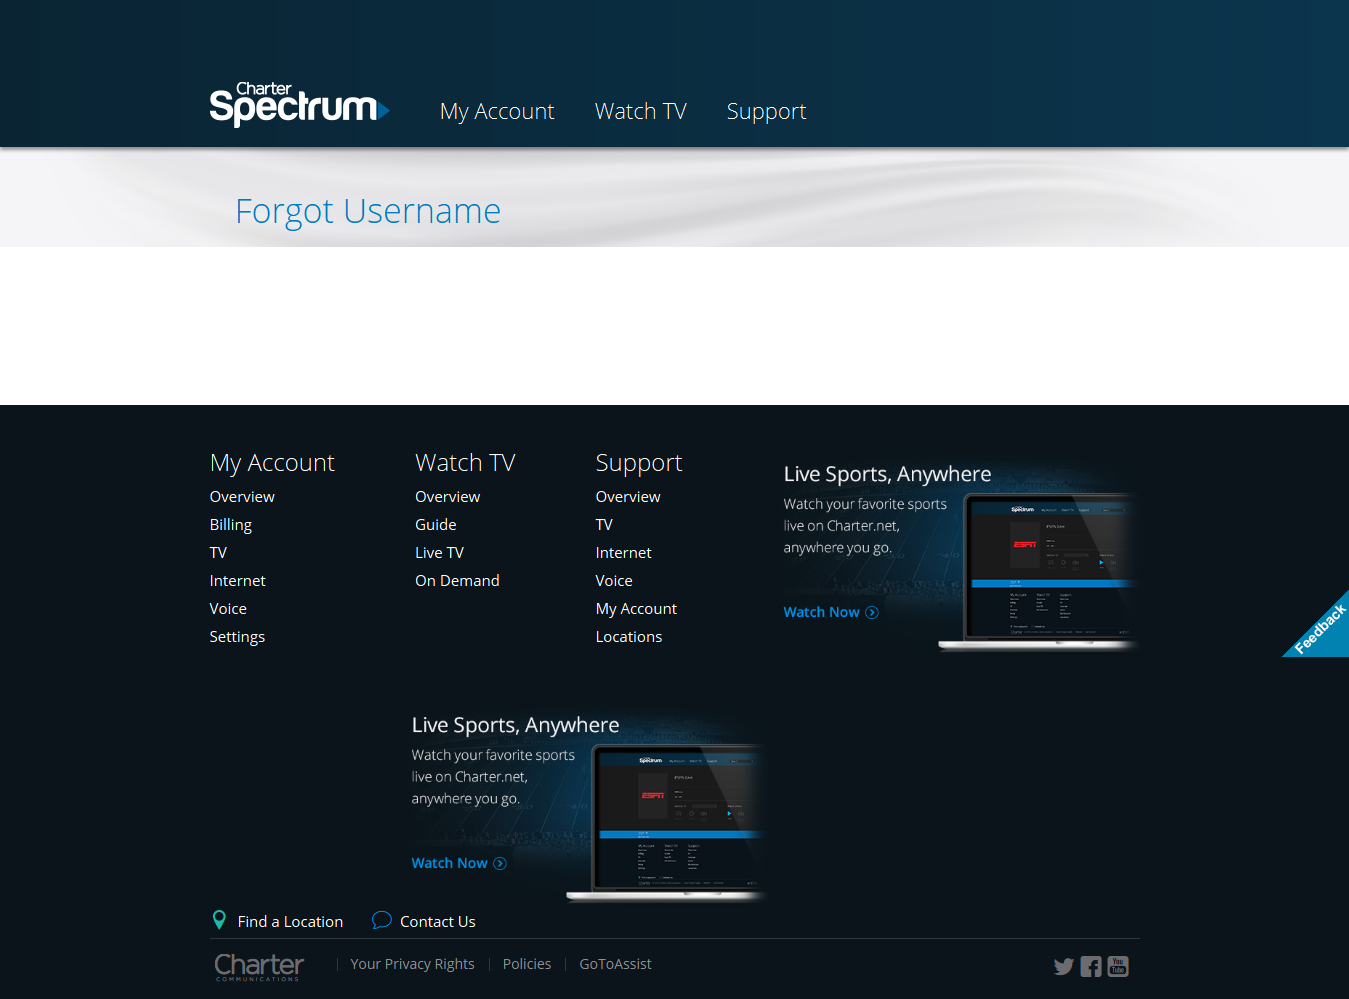 Charter
Spectrum
My Account
Watch TV
Support
Forgot Username
My Account
Overview
Billing
TV
Internet
Voice
Settings
Watch TV
Overview
Guide
Live TV
On Demand
Support
Overview
TV
Internet
Voice
My Account
Locations
Live Sports, Anywhere
Watch your favorite sports
live on Charter.net,
anywhere you go.
Watch Now
Spectrum
ESFN
Feedback
Live Sports, Anywhere
Watch your favorite sports
live on Charter.net,
anywhere you go.
Watch Now
Spectrum
Find a Location
Contact Us
Charter
COMMUNICATIONS
Your Privacy Rights
Policies
GoToAssist
You
Tube